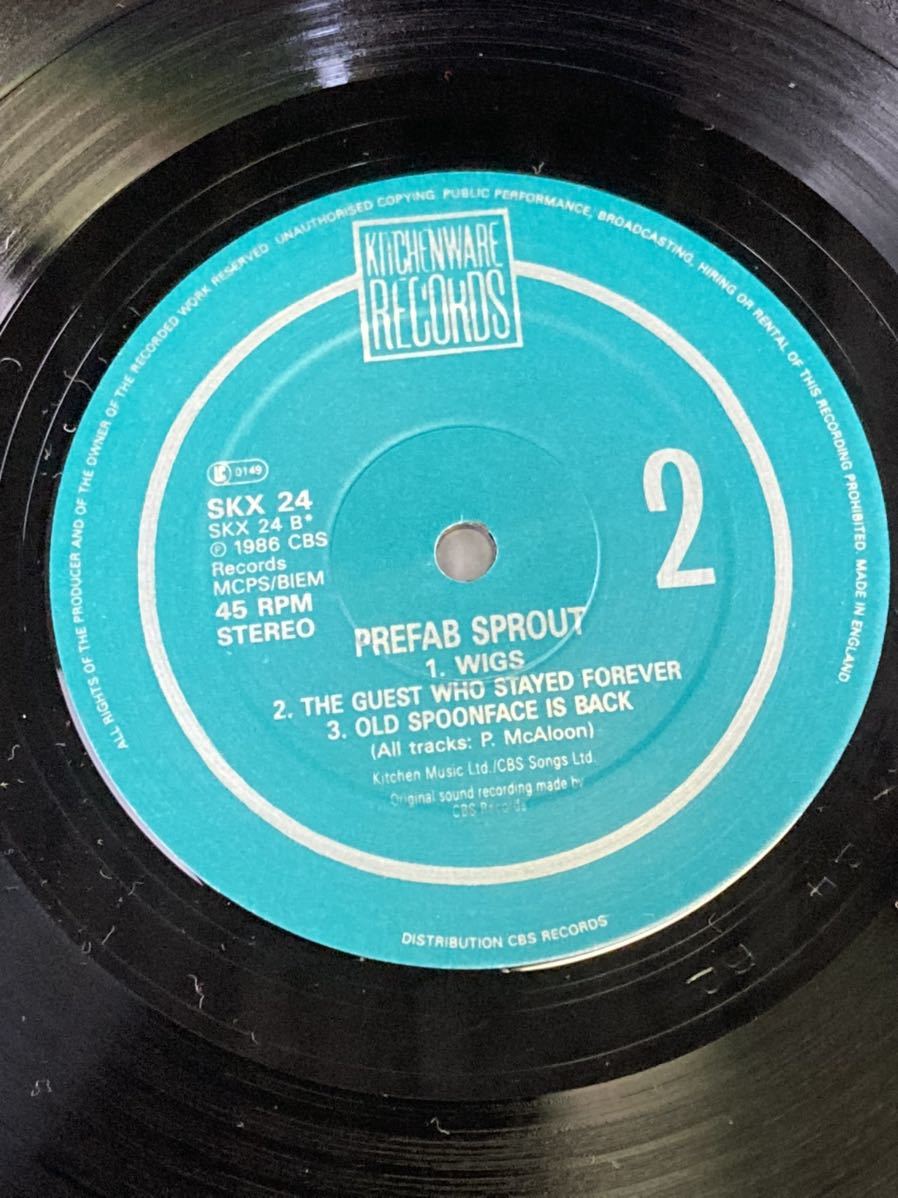 ALL RIGHTS OF THE PRODUCER AND OF THE OWNER OF THE RECORDED WORK RESERVED. UNAUTHORISED COPYING. PUBLIC PERFORMANCE, BROADCASTING, HIRING OR RENTAL OF THIS RECORDING PROHIBITED. MADE IN ENGLAND
KITCHENWARE
RECORDS
2
0149
SKX 24
SKX 24 B*
℗ 1986 CBS
Records
MCPS/BIEM
45 RPM
STEREO
PREFAB SPROUT
1. WIGS
2. THE GUEST WHO STAYED FOREVER
3. OLD SPOONFACE IS BACK
(All tracks: P. McAloon)
Kitchen Music Ltd./CBS Songs Ltd.
Original sound recording made by
CBS Records
DISTRIBUTION CBS RECORDS